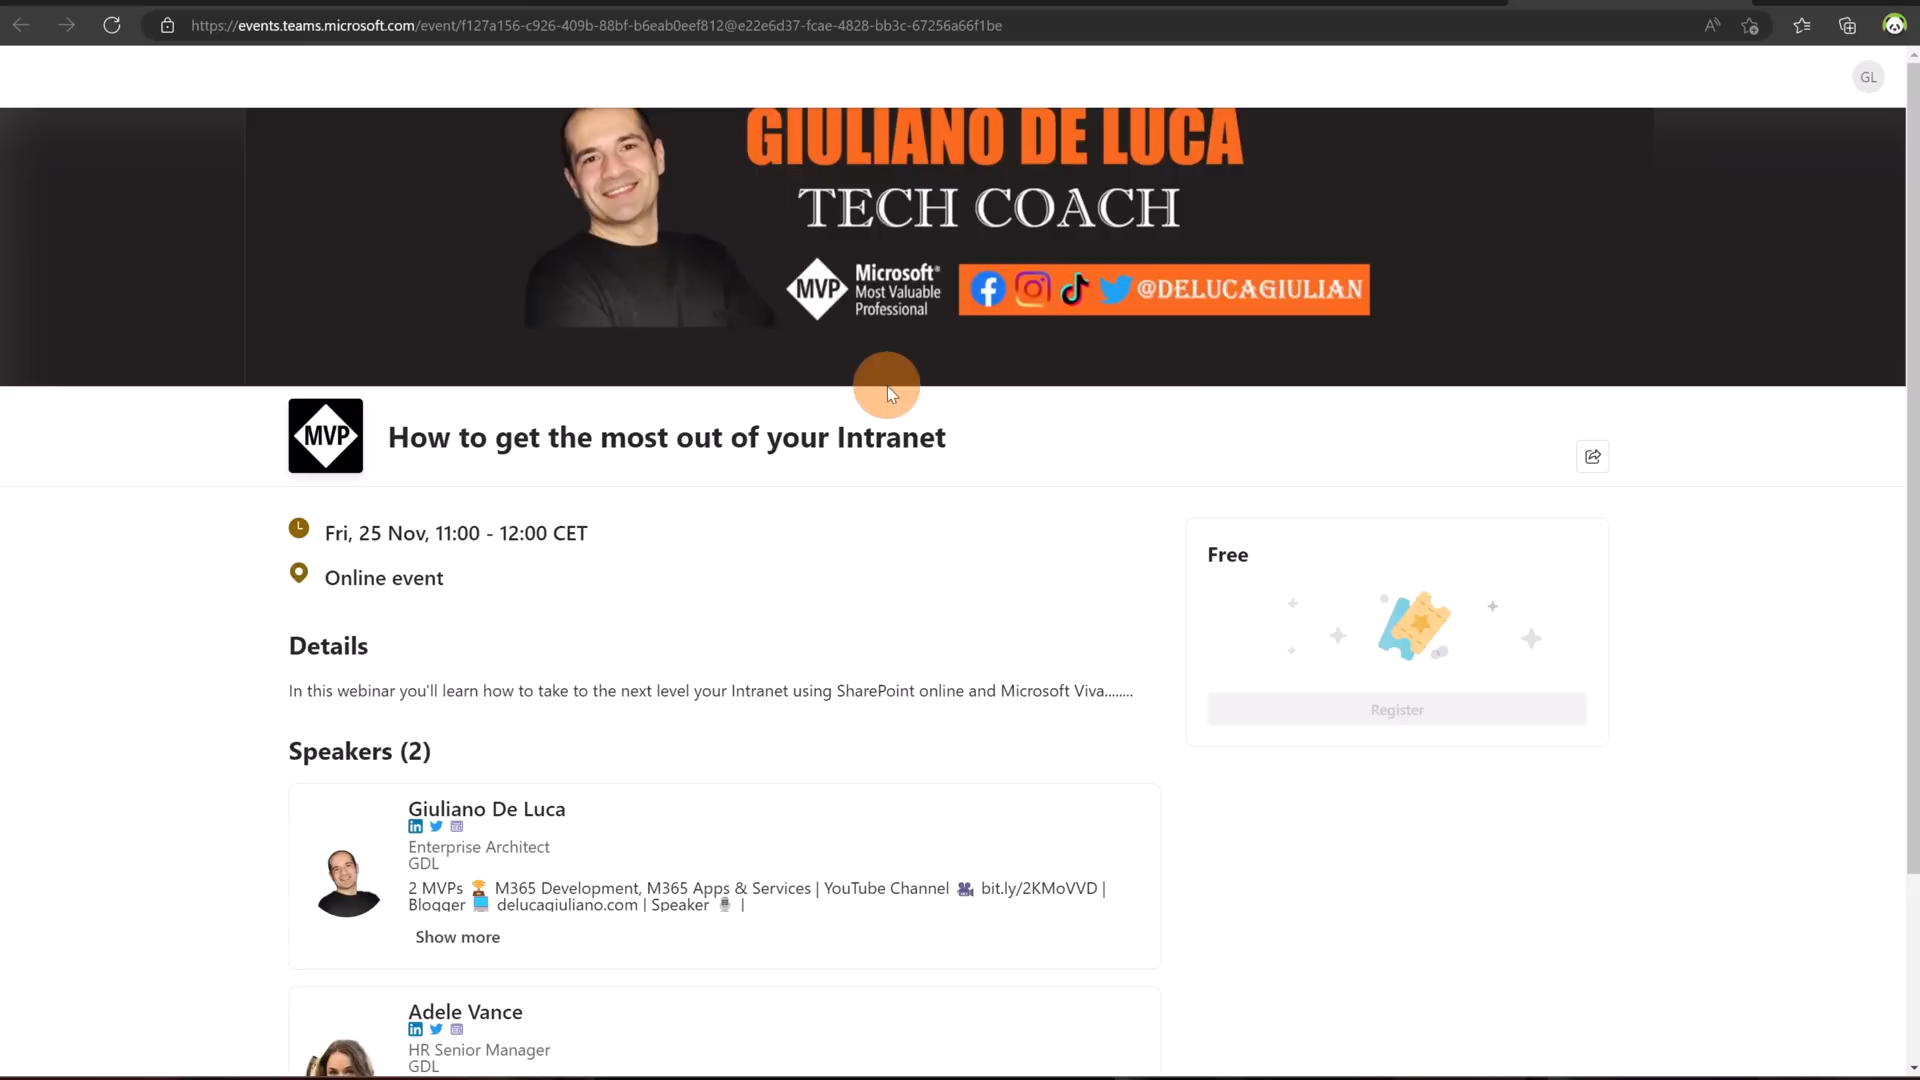 https://events.teams.microsoft.com/event/f127a156-c926-409b-88bf-b6eab0eef812@e22e6d37-fcae-4828-bb3c-67256a66f1be
GL
GIULIANO DE LUCA
TECH COACH
MVP
Microsoft®
Most Valuable
Professional
@DELUCAGIULIAN
MVP
How to get the most out of your Intranet
Fri, 25 Nov, 11:00 - 12:00 CET
Online event
Free
Register
Details
In this webinar you'll learn how to take to the next level your Intranet using SharePoint online and Microsoft Viva........
Speakers (2)
Giuliano De Luca
Enterprise Architect
GDL
2 MVPs 🏆 M365 Development, M365 Apps & Services | YouTube Channel 🎥 bit.ly/2KMoVVD |
Blogger 💻 delucagiuliano.com | Speaker 🎙 |
Show more
Adele Vance
HR Senior Manager
GDL